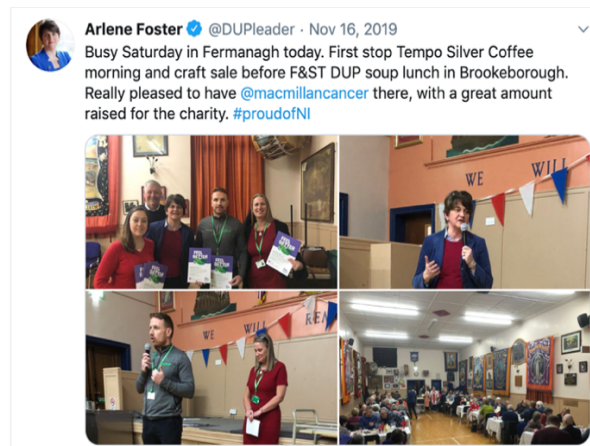 Arlene Foster @DUPleader · Nov 16, 2019
Busy Saturday in Fermanagh today. First stop Tempo Silver Coffee
morning and craft sale before F&ST DUP soup lunch in Brookeborough.
Really pleased to have @macmillancancer there, with a great amount
raised for the charity. #proudofNI
WE WILL
WE WILL